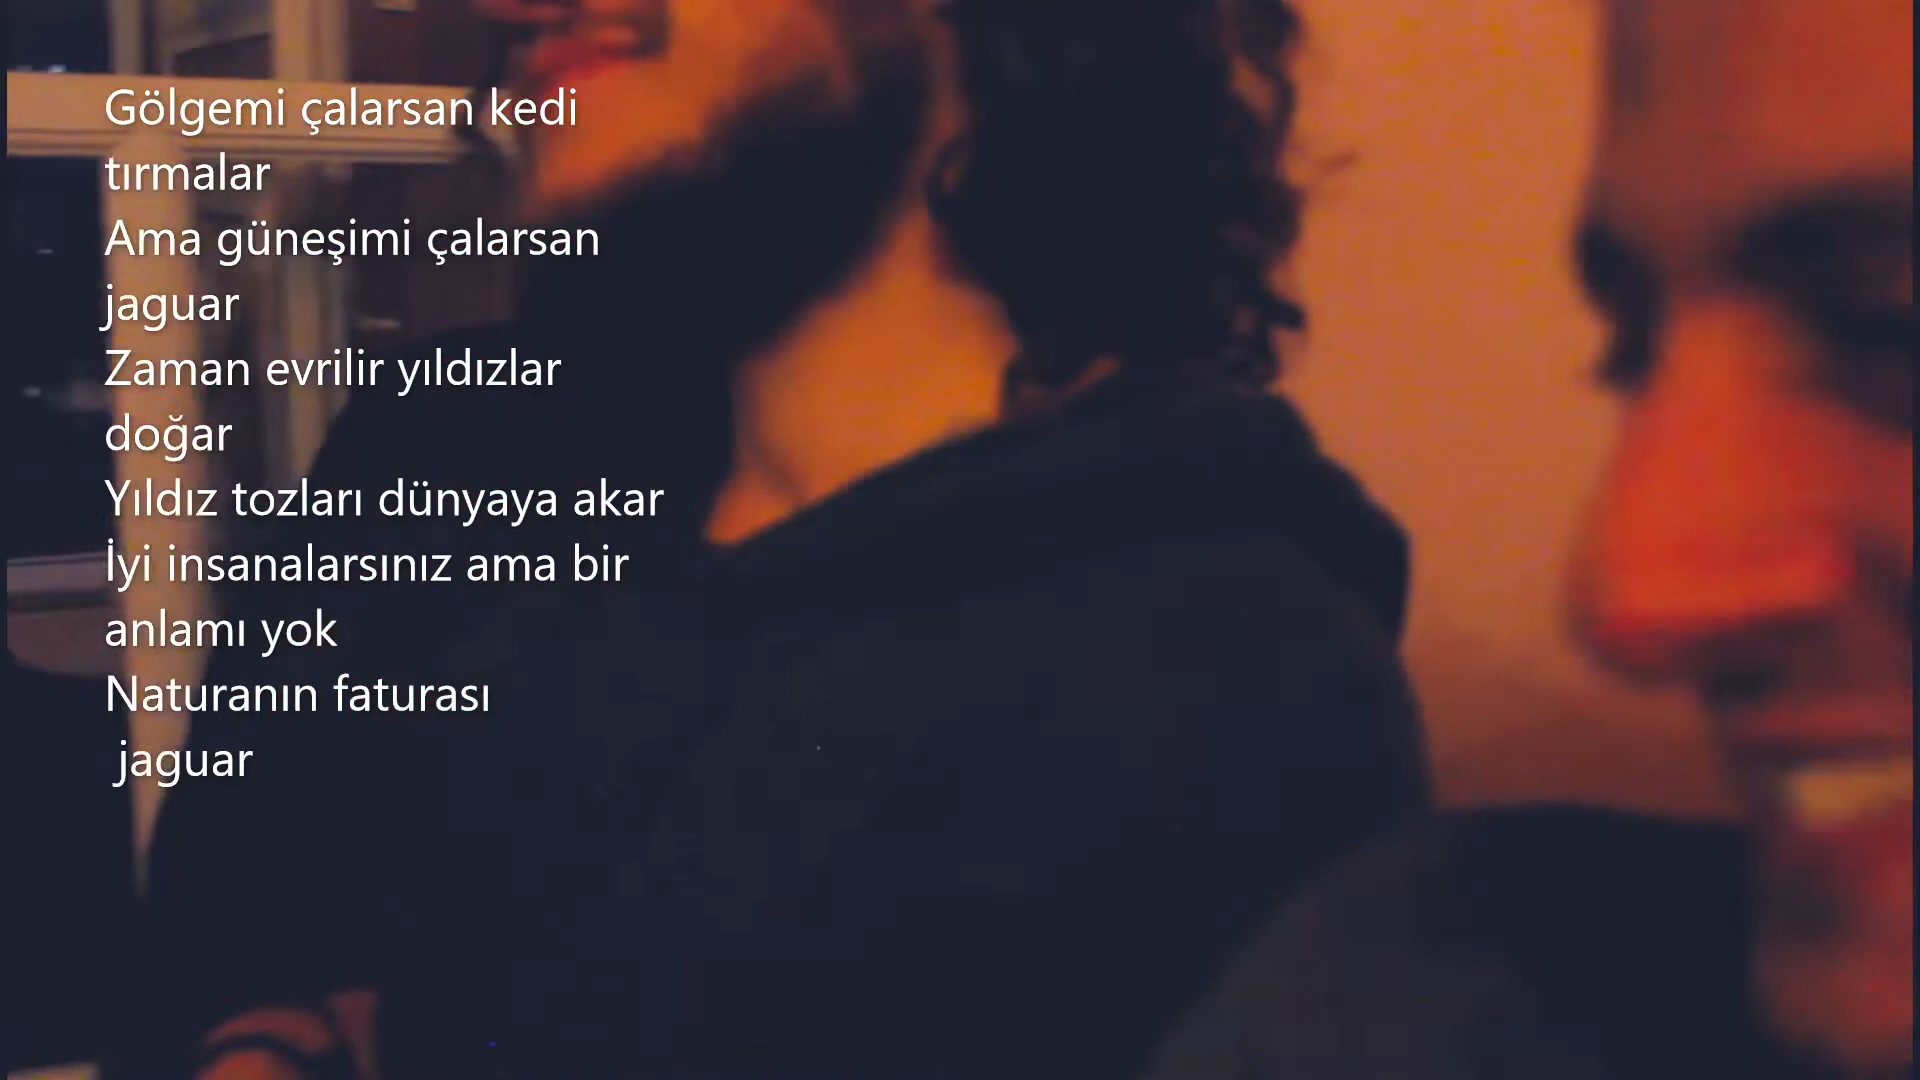 Gölgemi çalarsan kedi
tırmalar
Ama güneşimi çalarsan
jaguar
Zaman evrilir yıldızlar
doğar
Yıldız tozları dünyaya akar
İyi insanalarsınız ama bir
anlamı yok
Naturanın faturası
jaguar